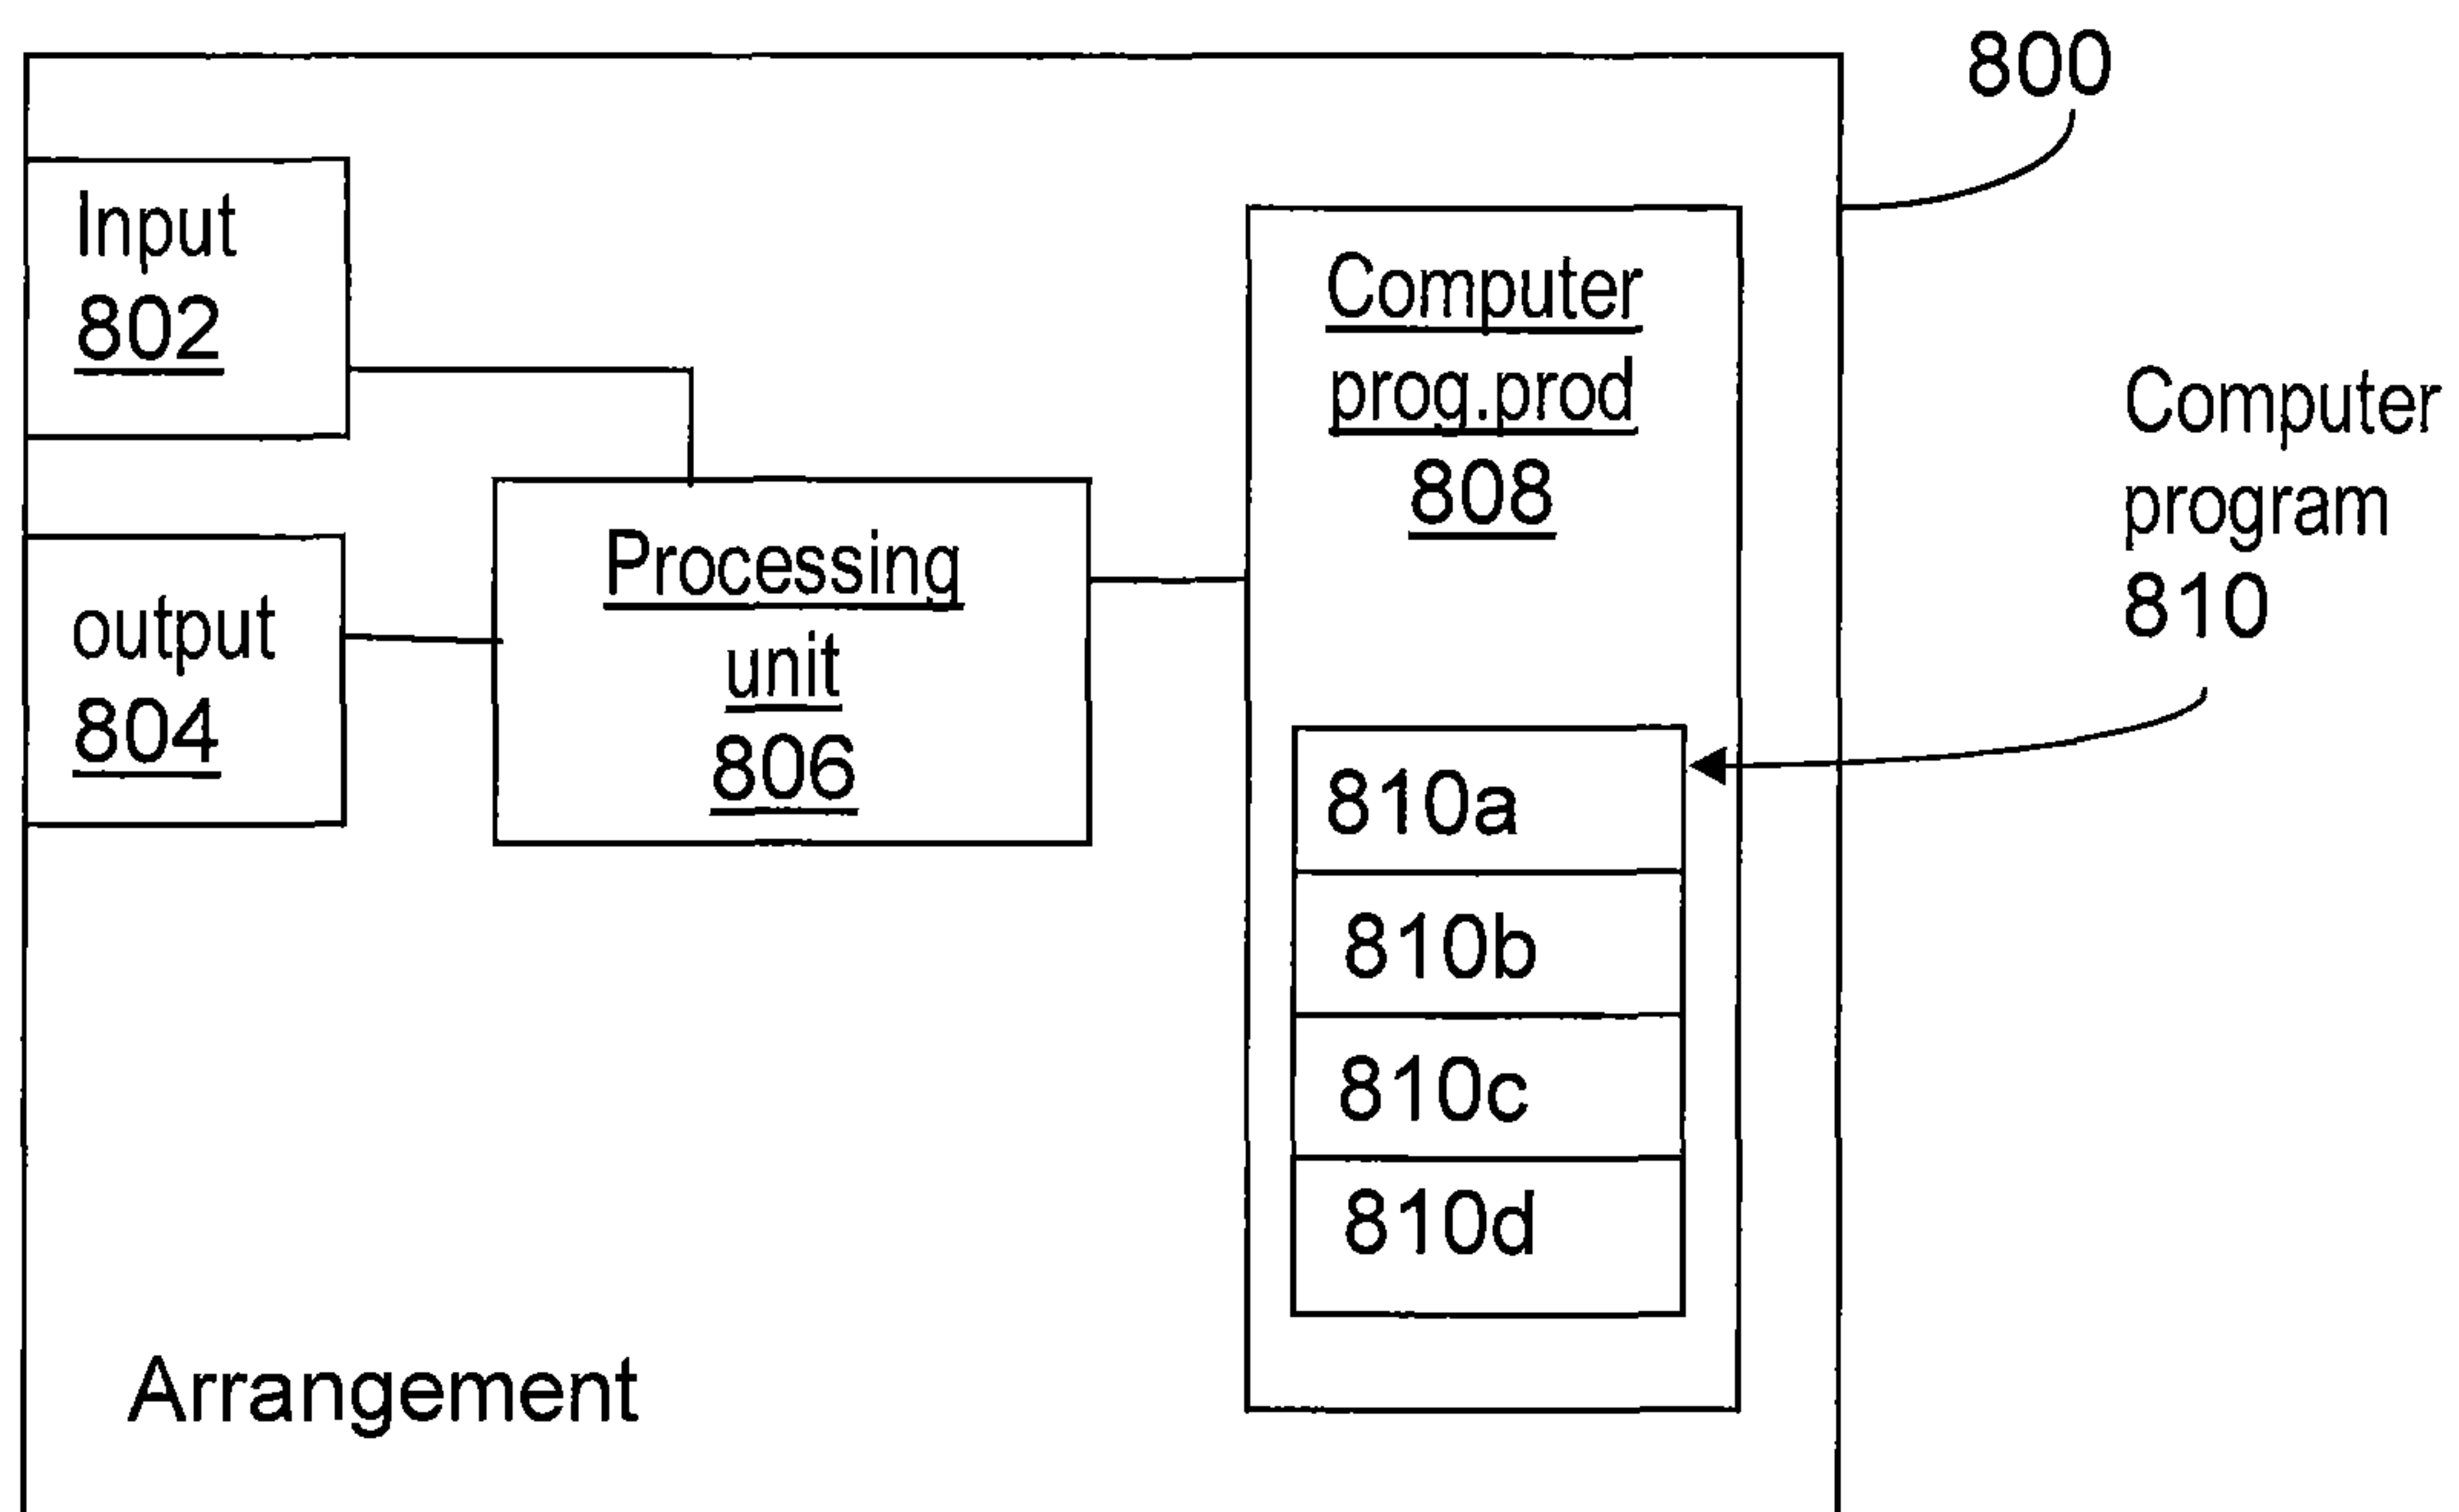 800
Input
802
Computer
prog.prod
808
Computer
program
810
Processing
unit
806
output
804
810a
810b
810c
810d
Arrangement